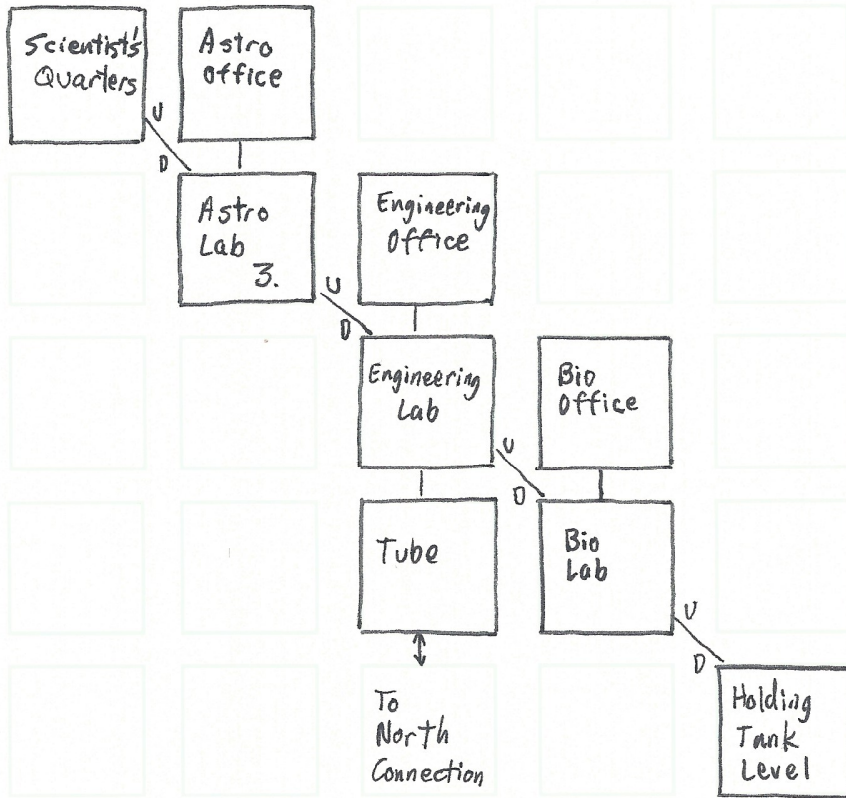 Scientist's
Quarters
Astro
Office
U
D
Astro
Lab
3.
Engineering
Office
U
D
Engineering
Lab
Bio
Office
U
D
Tube
Bio
Lab
U
D
To
North
Connection
Holding
Tank
Level